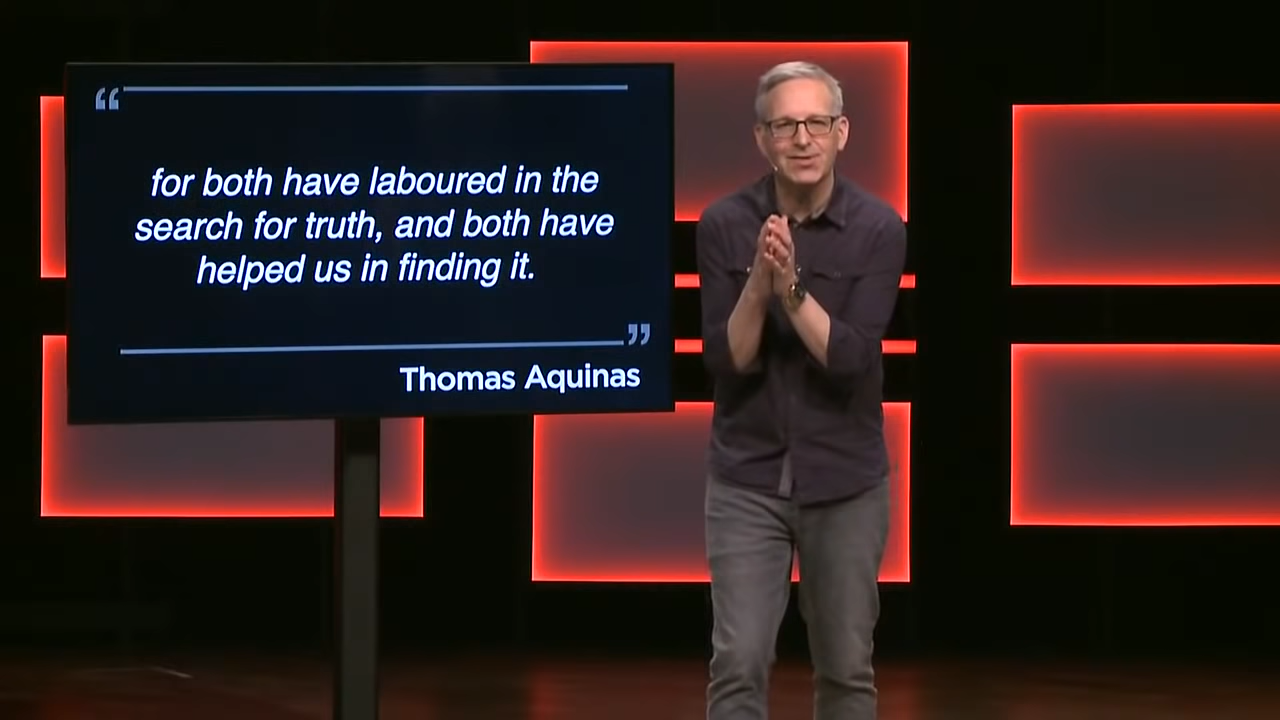 “
for both have laboured in the
search for truth, and both have
helped us in finding it.
”
Thomas Aquinas